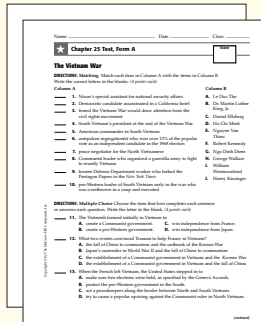 Name Date Class
Chapter 25 Test, Form A
Score
The Vietnam War
DIRECTIONS: Matching Match each item in Column A with the items in Column B.
Write the correct letters in the blanks. (4 points each)
Column A
Column B
1. Nixon's special assistant for national security affairs
2. Democratic candidate assassinated in a California hotel
3. feared the Vietnam War would draw attention from the
civil rights movement
4. South Vietnam's president at the end of the Vietnam War
5. American commander in South Vietnam
6. outspoken segregationist who won over 13% of the popular
vote as an independent candidate in the 1968 election
7. peace negotiator for the North Vietnamese
8. Communist leader who organized a guerrilla army to fight
to reunify Vietnam
9. former Defense Department worker who leaked the
Pentagon Papers to the New York Times
10. pro-Western leader of South Vietnam early in the war who
was overthrown in a coup and executed
A. Le Duc Tho
B. Dr. Martin Luther
King, Jr.
C. Daniel Ellsberg
D. Ho Chi Minh
E. Nguyen Van
Thieu
F. Robert Kennedy
G. Ngo Dinh Diem
H. George Wallace
I. William
Westmoreland
J. Henry Kissinger
DIRECTIONS: Multiple Choice Choose the item that best completes each sentence
or answers each question. Write the letter in the blank. (4 points each)
11. The Vietminh formed initially in Vietnam to
A. create a Communist government. C. win independence from France.
B. create a pro-Western government. D. win independence from Japan.
12. What two events convinced Truman to help France in Vietnam?
A. the fall of China to communism and the outbreak of the Korean War
B. Japan's surrender in World War II and the fall of China to communism
C. the establishment of a Communist government in Vietnam and the Korean War
D. the establishment of a Communist government in Vietnam and the fall of China
13. When the French left Vietnam, the United States stepped in to
A. make sure free elections were held, as specified by the Geneva Accords.
B. protect the pro-Western government in the South.
C. act a peacekeepers along the border between North and South Vietnam.
D. try to cause a popular uprising against the Communist ruler in North Vietnam.
(continued)